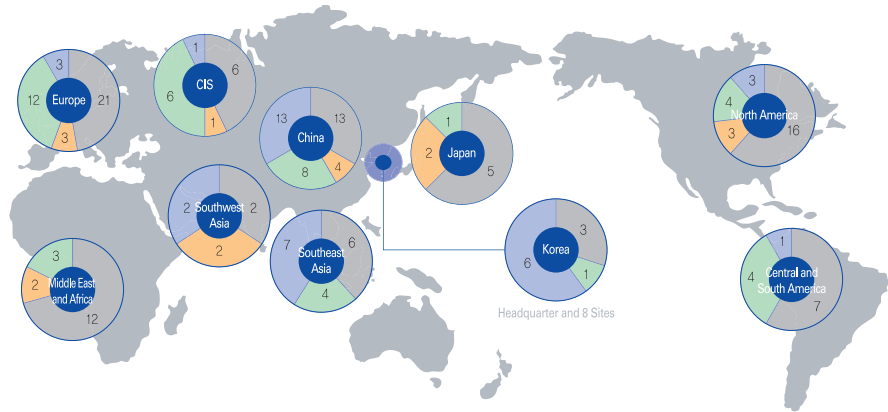 3
12
Europe
21
3
1
6
CIS
6
1
13
13
China
4
8
1
2
Japan
5
3
4
North America
3
16
2
Southwest
Asia
2
2
7
6
Southeast
Asia
4
3
Korea
6
1
Headquarter and 8 Sites
3
2
Middle East
and Africa
12
1
4
Central and
South America
7